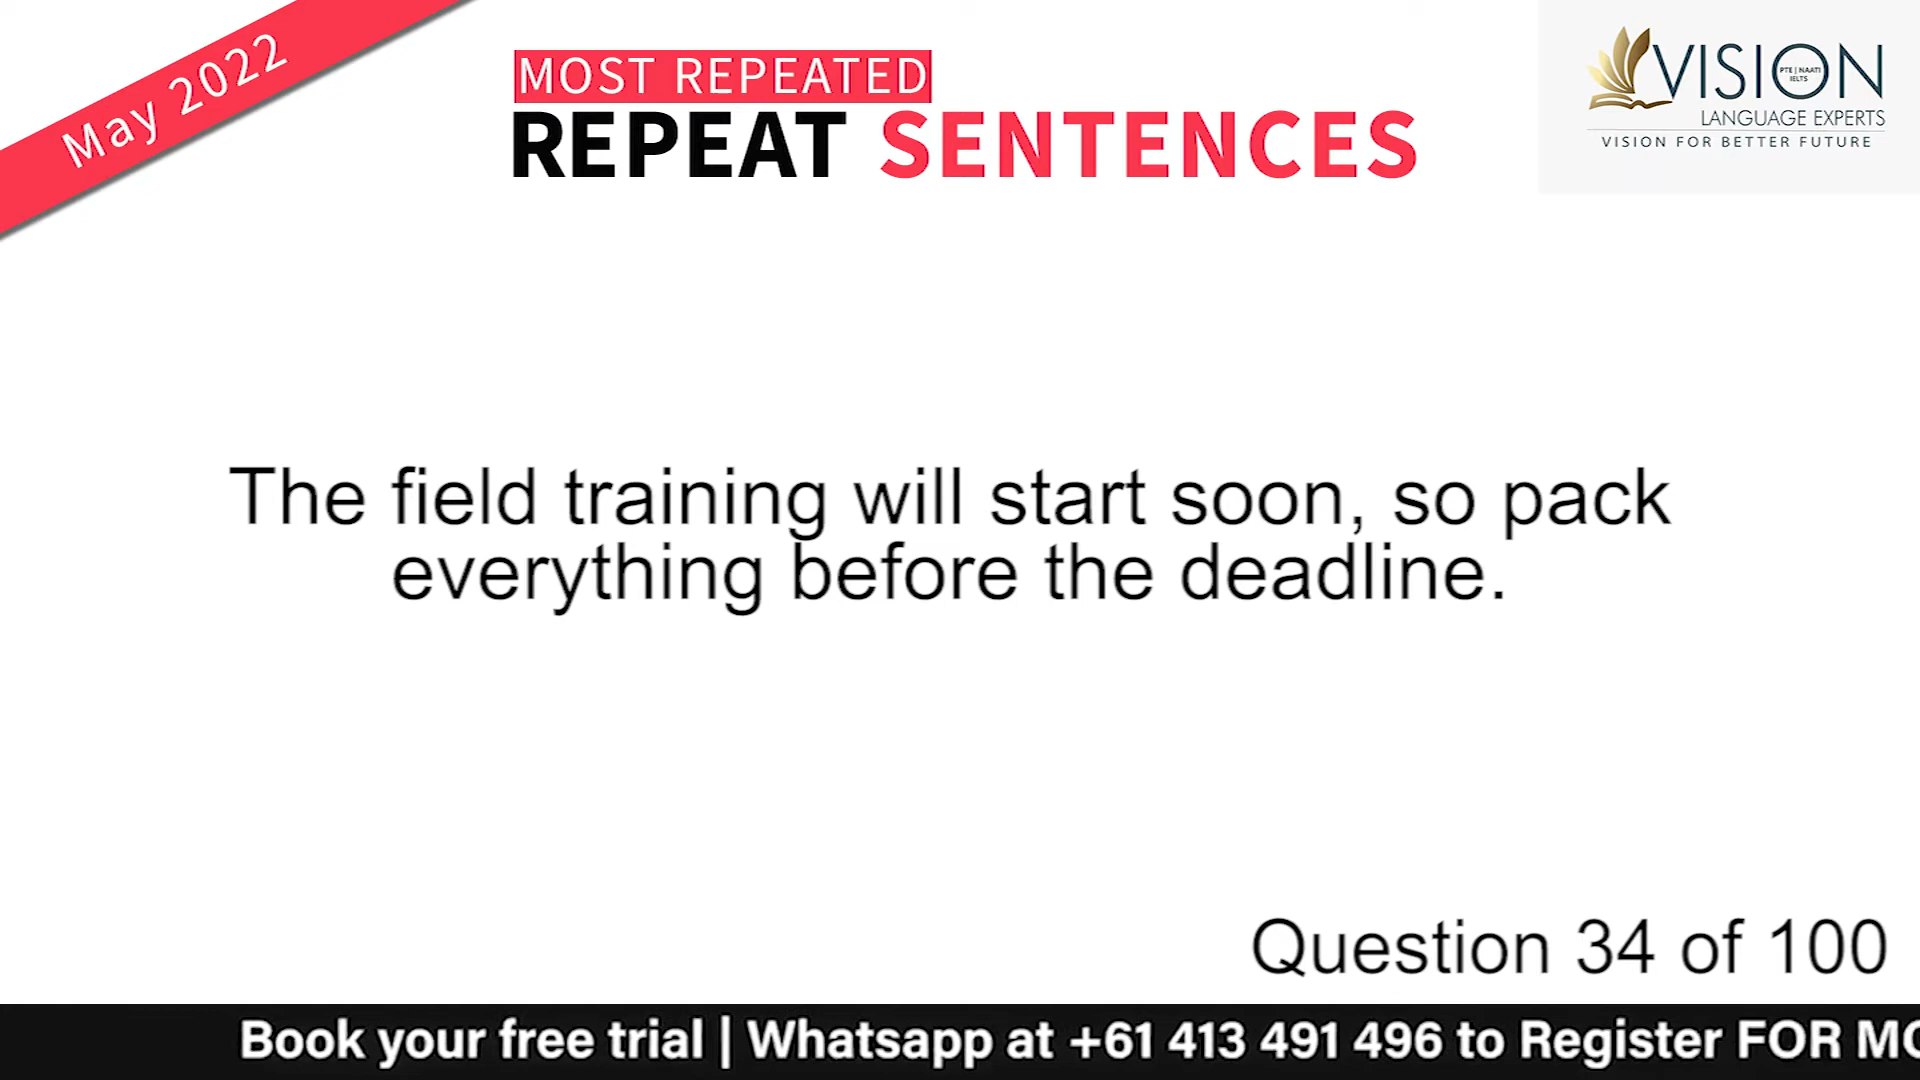 May 2022
MOST REPEATED
REPEAT SENTENCES
VISION
PTE | NAATI
IELTS
LANGUAGE EXPERTS
VISION FOR BETTER FUTURE
The field training will start soon, so pack
everything before the deadline.
Question 34 of 100
Book your free trial | Whatsapp at +61 413 491 496 to Register FOR